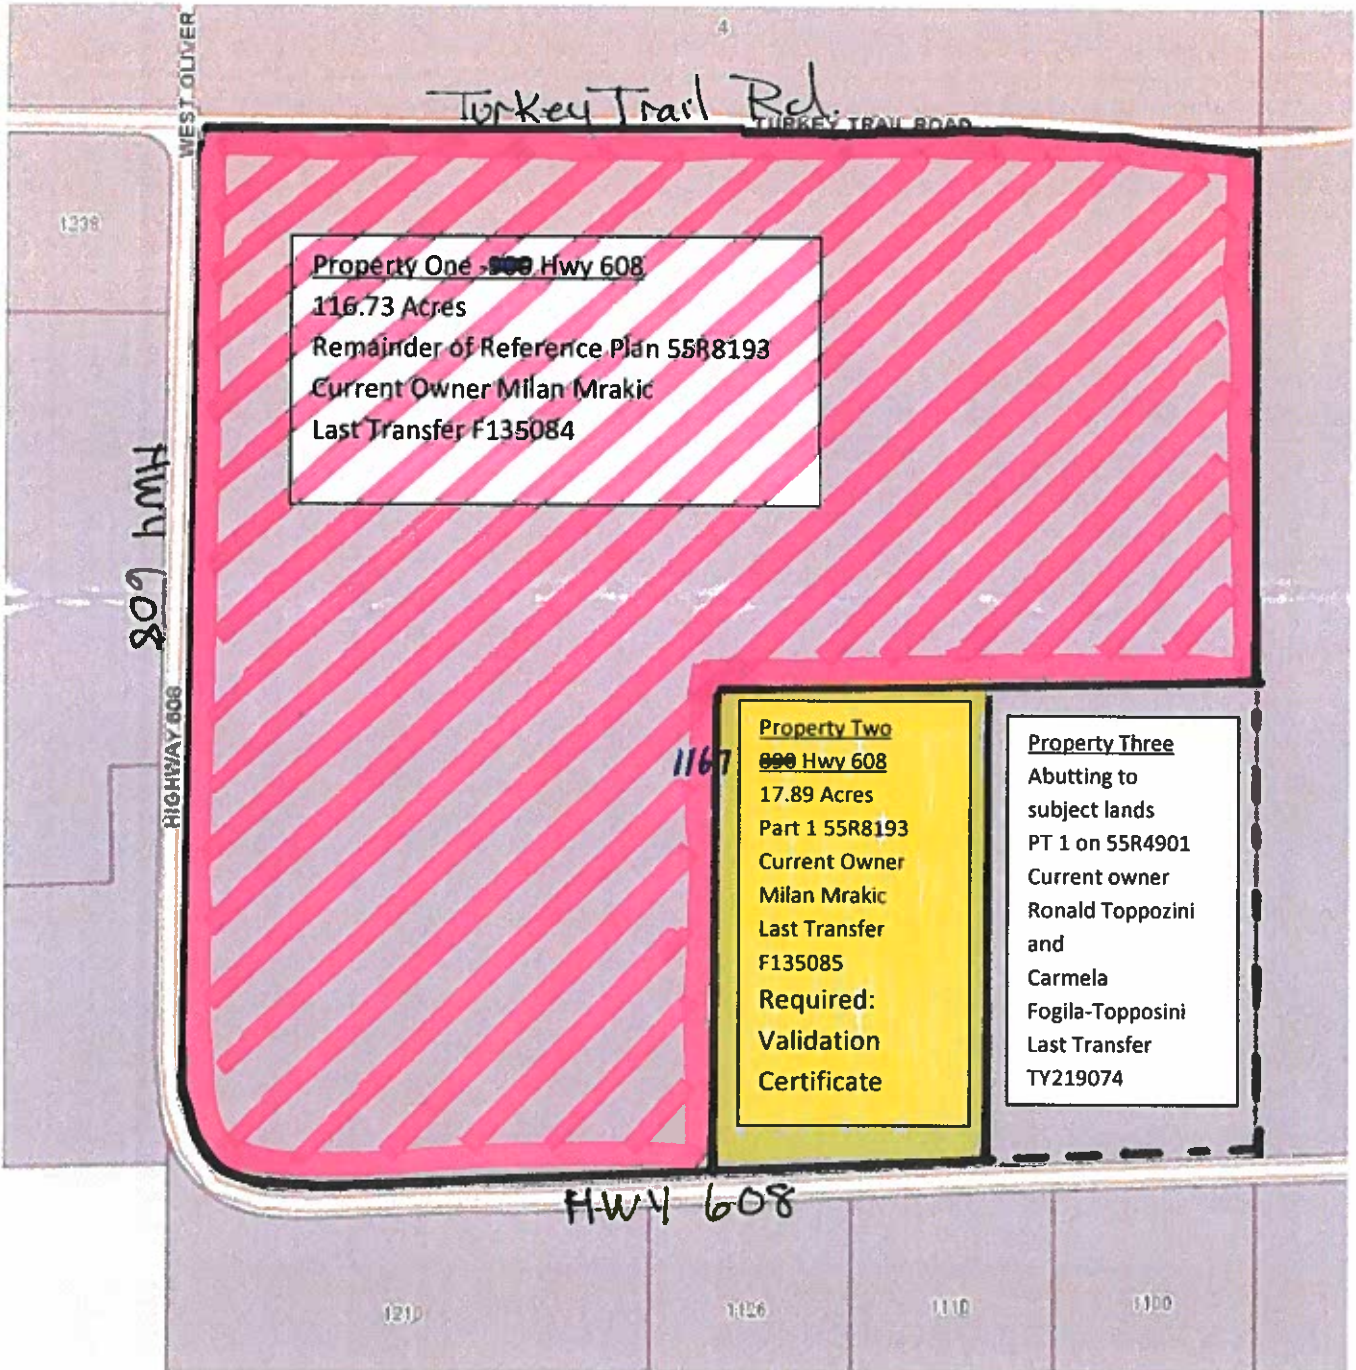 4
WEST OLIVER
Turkey Trail Rd.
TURKEY TRAIL ROAD
1238
Property One - Hwy 608
116.73 Acres
Remainder of Reference Plan 55R8193
Current Owner Milan Mrakic
Last Transfer F135084
HWY 608
HIGHWAY 608
1167
Property Two
Hwy 608
17.89 Acres
Part 1 55R8193
Current Owner
Milan Mrakic
Last Transfer
F135085
Required:
Validation
Certificate
Property Three
Abutting to
subject lands
PT 1 on 55R4901
Current owner
Ronald Toppozini
and
Carmela
Fogila-Topposini
Last Transfer
TY219074
HWY 608
1210
1126
1110
1100